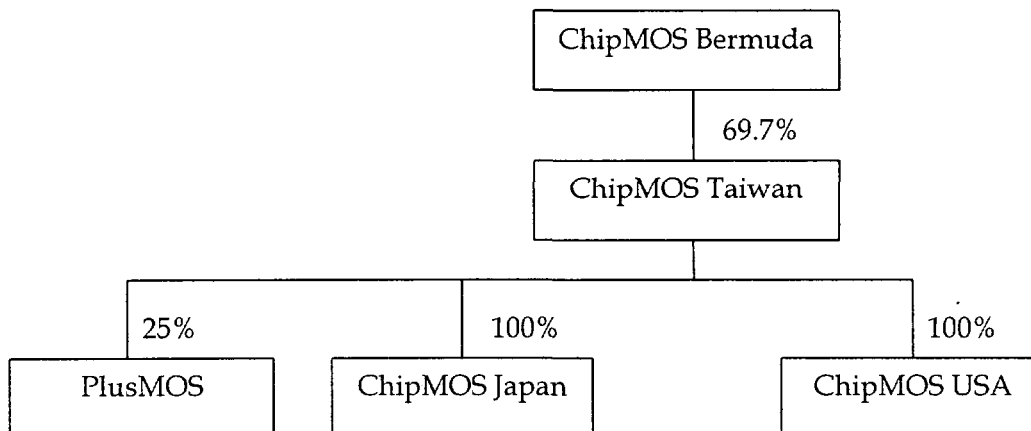 ChipMOS Bermuda
69.7%
ChipMOS Taiwan
25%
100%
100%
PlusMOS
ChipMOS Japan
ChipMOS USA